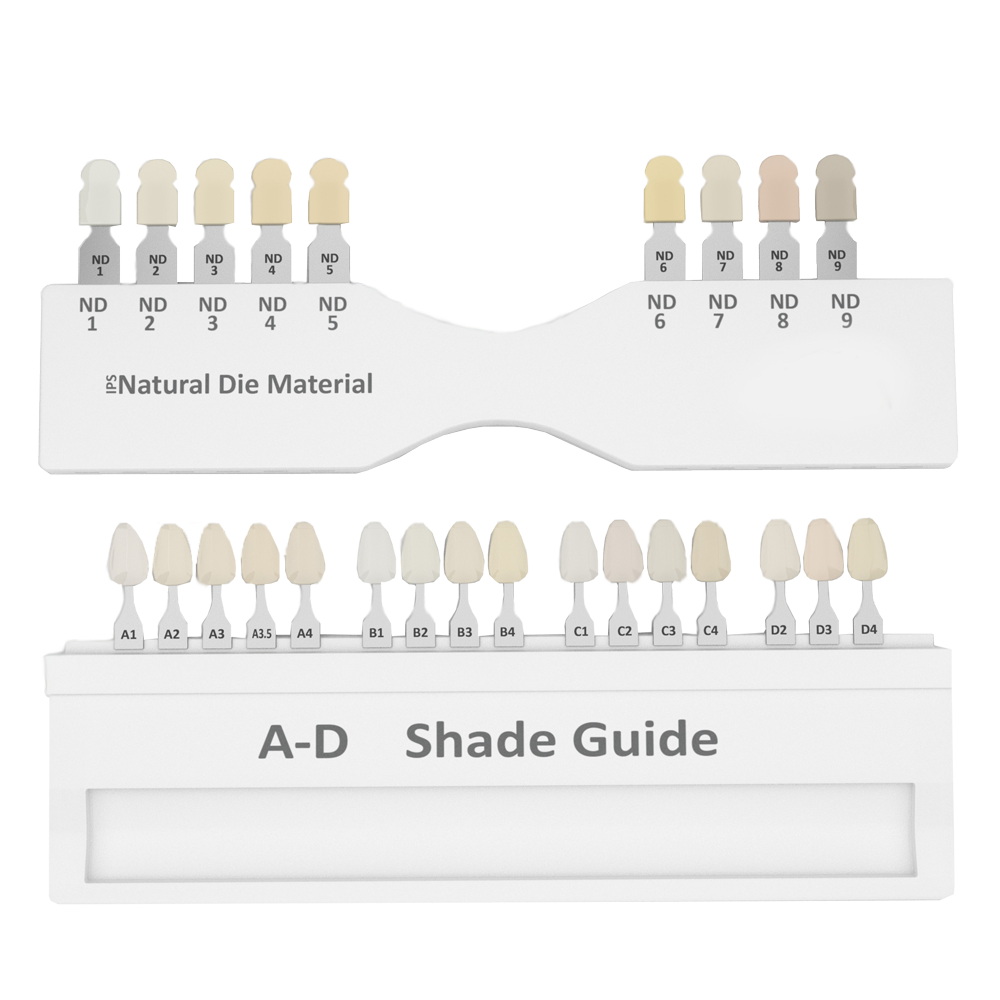 ND 1 ND 2 ND 3 ND 4 ND 5 ND 6 ND 7 ND 8 ND 9
ND 1 ND 2 ND 3 ND 4 ND 5 ND 6 ND 7 ND 8 ND 9
IPS Natural Die Material
A1 A2 A3 A3.5 A4 B1 B2 B3 B4 C1 C2 C3 C4 D2 D3 D4
A-D Shade Guide